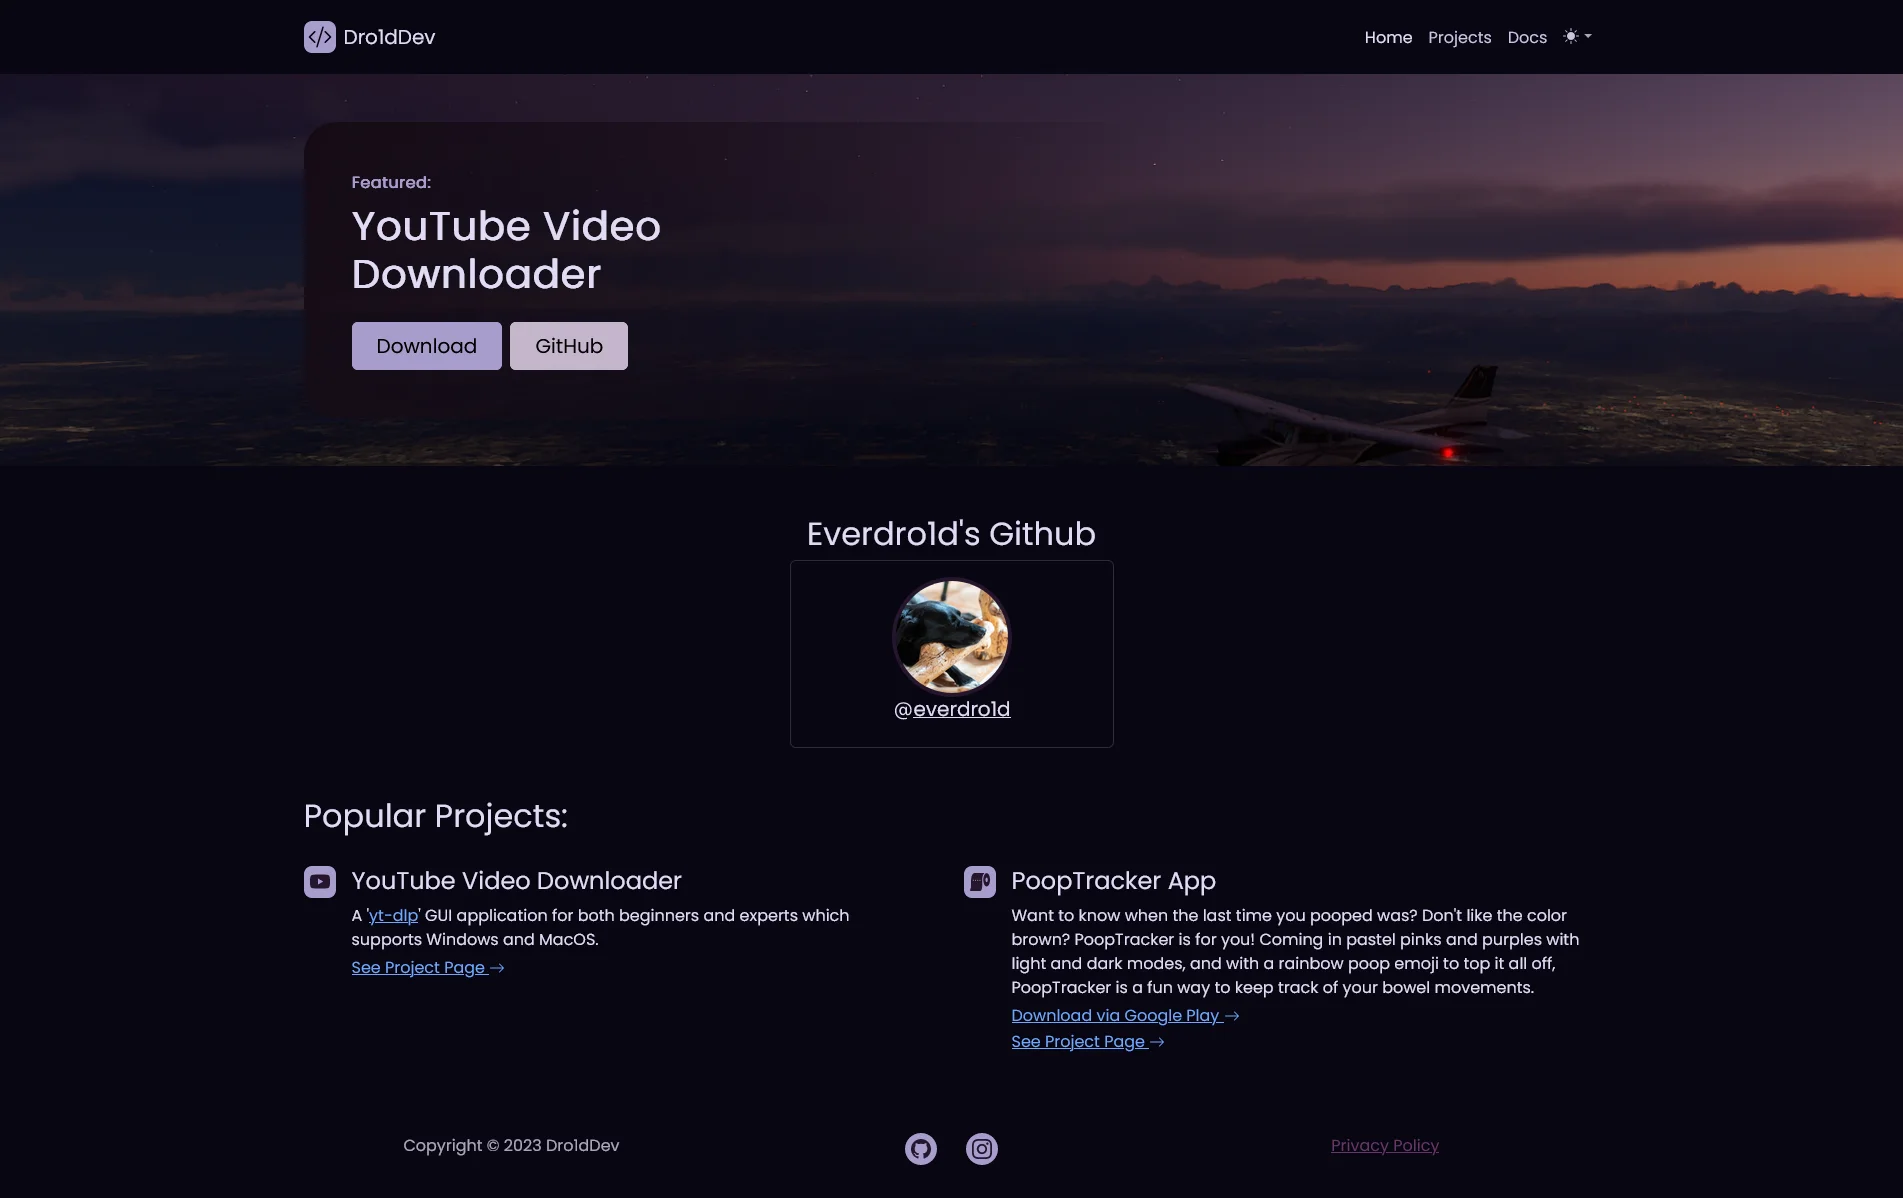 Dro1dDev
Home Projects Docs
Featured:
YouTube Video
Downloader
Download GitHub
Everdro1d's Github
@everdro1d
Popular Projects:
YouTube Video Downloader
A 'yt-dlp' GUI application for both beginners and experts which
supports Windows and MacOS.
See Project Page →
PoopTracker App
Want to know when the last time you pooped was? Don't like the color
brown? PoopTracker is for you! Coming in pastel pinks and purples with
light and dark modes, and with a rainbow poop emoji to top it all off,
PoopTracker is a fun way to keep track of your bowel movements.
Download via Google Play →
See Project Page →
Copyright © 2023 Dro1dDev
Privacy Policy